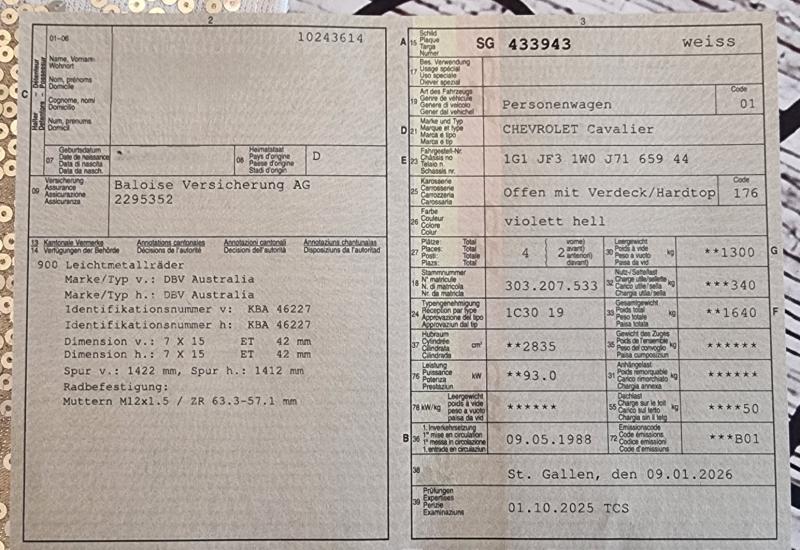 2
01-06
10243614
C
Halter - Détenteur
Detentore - Possessur
Name, Vornamen
Wohnort
Nom, prénoms
Domicile
Cognome, nomi
Domicilio
Num, prenums
Domicil
07
Geburtsdatum
Date de naissance
Data di nascita
Data da nasch.
08
Heimatstaat
Pays d'origine
Paese d'origine
Stadi d'origin
D
09
Versicherung
Assurance
Assicurazione
Assicuranza
Baloise Versicherung AG
2295352
13 Kantonale Vermerke Annotations cantonales Annotazioni cantonali Annotaziuns chantunalas
14 Verfügungen der Behörde Décisions de l'autorité Decisioni dell'autorità Disposiziuns da l'autoritad
900 Leichtmetallräder
Marke/Typ v.: DBV Australia
Marke/Typ h.: DBV Australia
Identifikationsnummer v: KBA 46227
Identifikationsnummer h: KBA 46227
Dimension v.: 7 X 15 ET 42 mm
Dimension h.: 7 X 15 ET 42 mm
Spur v.: 1422 mm, Spur h.: 1412 mm
Radbefestigung:
Muttern M12x1.5 / ZR 63.3-57.1 mm
3
A 15
Schild
Plaque
Targa
Numer
SG 433943 weiss
17
Bes. Verwendung
Usage spécial
Uso speciale
Diever spezial
19
Art des Fahrzeugs
Genre de véhicule
Genere di veicolo
Gener dal vehichel
Personenwagen
Code
01
D 21
Marke und Typ
Marque et type
Marca e tipo
Marca e tip
CHEVROLET Cavalier
E 23
Fahrgestell-Nr.
Châssis no
Telaio n.
Schassis nr.
1G1 JF3 1W0 J71 659 44
25
Karosserie
Carrosserie
Carrozzeria
Carossaria
Offen mit Verdeck/Hardtop
Code
176
26
Farbe
Couleur
Colore
Colur
violett hell
27
Plätze: Total
Places: Total
Posti: Totale
Plazs: Total
4
2
vorne)
avant)
anteriori)
davant)
30
Leergewicht
Poids à vide
Peso a vuoto
Paisa da vid
kg
**1300
G
18
Stammnummer
N° matricule
N. di matricola
Nr. da matricla
303.207.533
32
Nutz-/Sattellast
Charge utile/sellette
Carico utile/sella
Chargia utila/sella
kg
***340
24
Typengenehmigung
Réception par type
Approvazione del tipo
Approvaziun dal tip
1C30 19
33
Gesamtgewicht
Poids total
Peso totale
Paisa totala
kg
**1640
F
37
Hubraum
Cylindrée
Cilindrata
Cilindrada
cm³
**2835
35
Gewicht des Zuges
Poids de l'ensemble
Peso del convoglio
Paisa cumposiziun
kg
******
76
Leistung
Puissance
Potenza
Prestaziun
kW
**93.0
31
Anhängelast
Poids remorquable
Carico rimorchiato
Chargia annexa
kg
******
78 kW/kg
Leergewicht
poids à vide
peso a vuoto
paisa da vid
******
55
Dachlast
Charge sur le toit
Carico sul tetto
Chargia sin il tetg
kg
****50
B 36
1. Inverkehrsetzung
1re mise en circulation
1a messa in circolazione
1. entrada en circulaziun
09.05.1988
72
Emissionscode
Code émissions
Codice emissioni
Code d'emissiuns
***B01
38
St. Gallen, den 09.01.2026
39
Prüfungen
Expertises
Perizie
Examinaziuns
01.10.2025 TCS